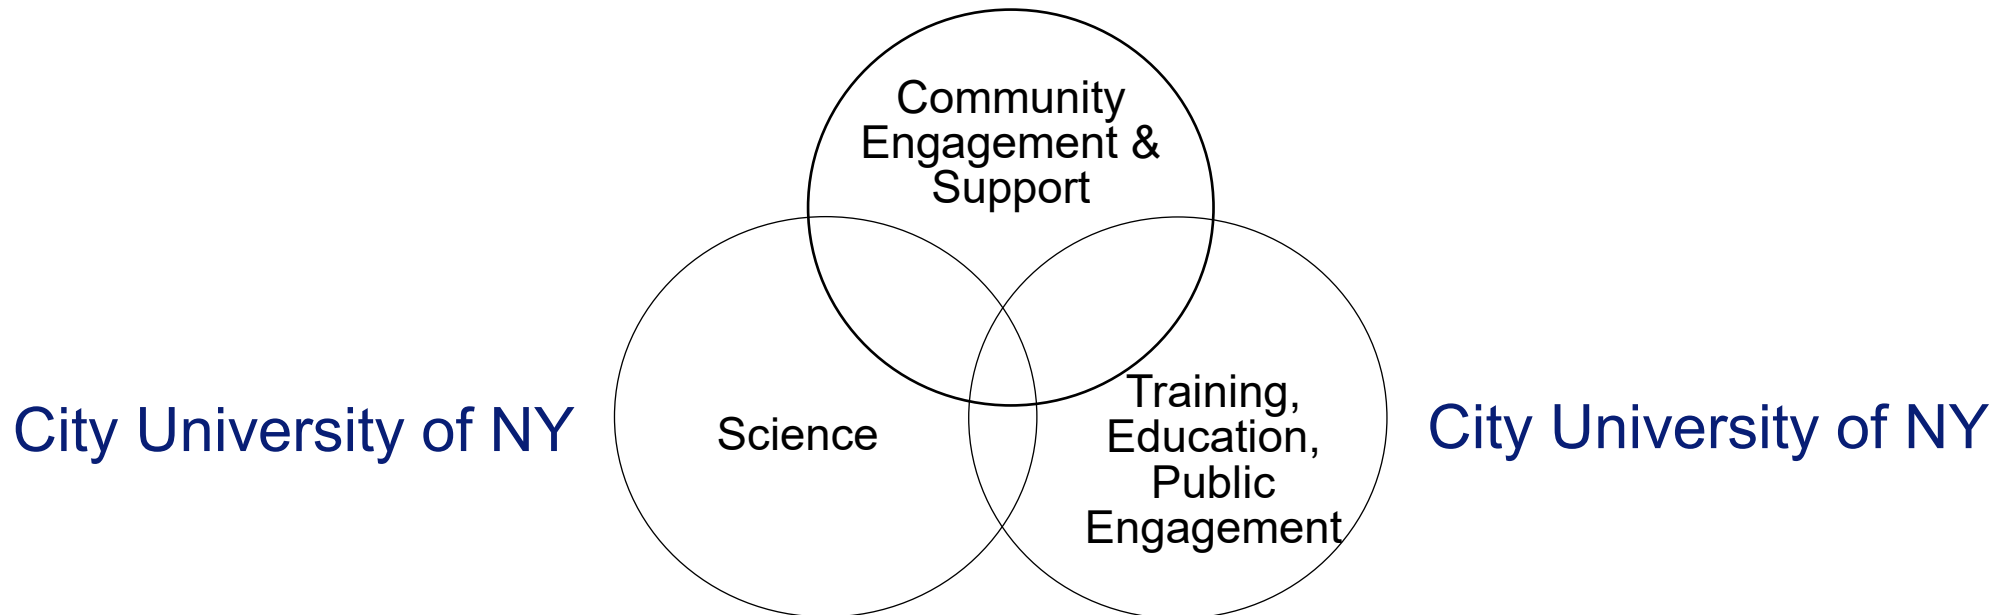 Community
Engagement &
Support
City University of NY
Science
Training,
Education,
Public
Engagement
City University of NY